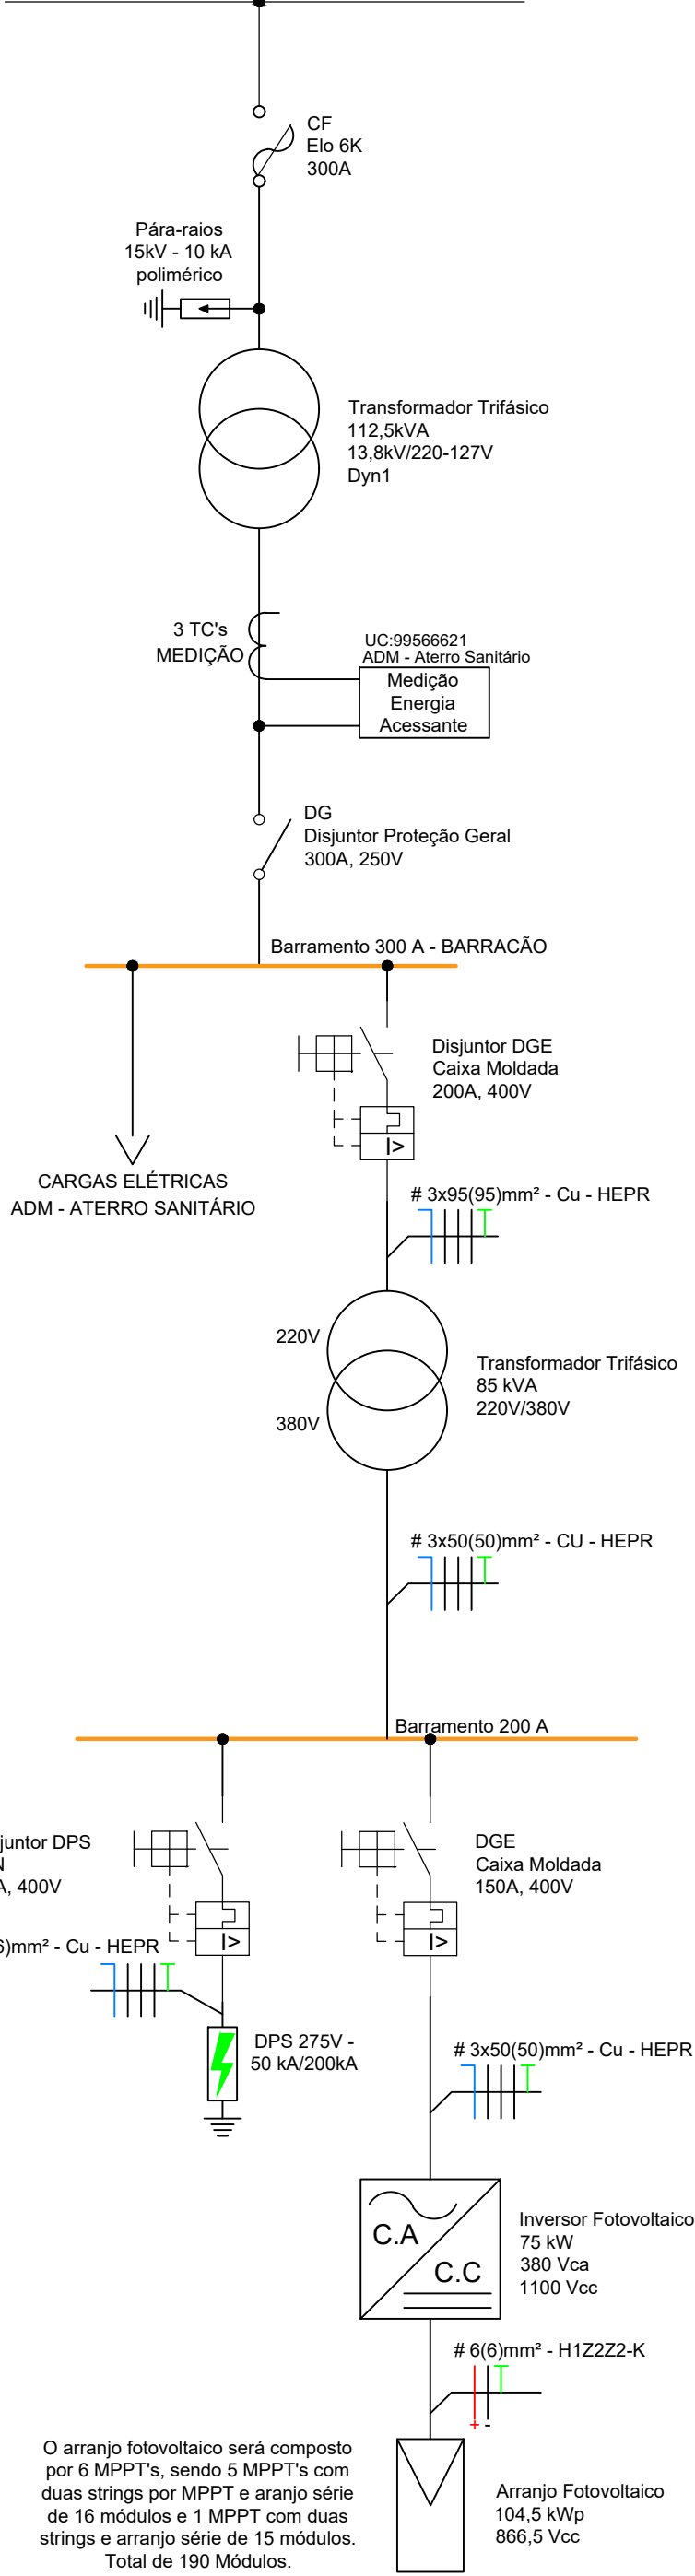 CF
Elo 6K
300A
Pára-raios
15kV - 10 kA
polimérico
Transformador Trifásico
112,5kVA
13,8kV/220-127V
Dyn1
3 TC's
MEDIÇÃO
UC:99566621
ADM - Aterro Sanitário
Medição
Energia
Acessante
DG
Disjuntor Proteção Geral
300A, 250V
Barramento 300 A - BARRACÃO
Disjuntor DGE
Caixa Moldada
200A, 400V
I>
CARGAS ELÉTRICAS
ADM - ATERRO SANITÁRIO
# 3x95(95)mm² - Cu - HEPR
220V
380V
Transformador Trifásico
85 kVA
220V/380V
# 3x50(50)mm² - CU - HEPR
Barramento 200 A
juntor DPS
N
A, 400V
I>
6)mm² - Cu - HEPR
DPS 275V -
50 kA/200kA
DGE
Caixa Moldada
150A, 400V
I>
# 3x50(50)mm² - Cu - HEPR
C.A
C.C
Inversor Fotovoltaico
75 kW
380 Vca
1100 Vcc
# 6(6)mm² - H1Z2Z2-K
+ -
O arranjo fotovoltaico será composto
por 6 MPPT's, sendo 5 MPPT's com
duas strings por MPPT e aranjo série
de 16 módulos e 1 MPPT com duas
strings e arranjo série de 15 módulos.
Total de 190 Módulos.
Arranjo Fotovoltaico
104,5 kWp
866,5 Vcc